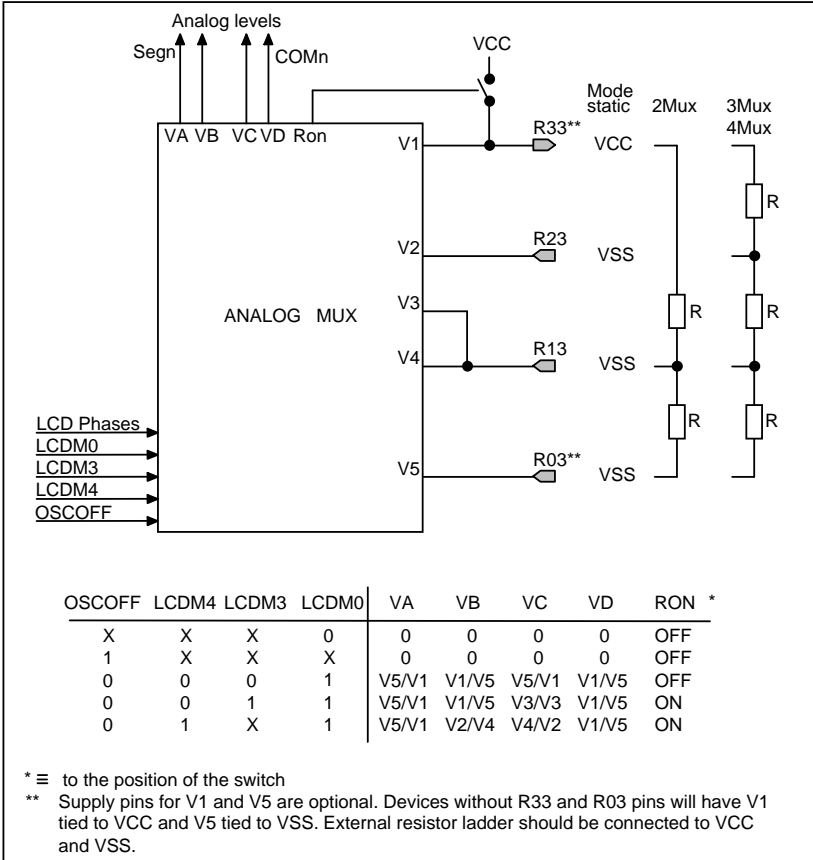 Analog levels
Segn
COMn
VCC
Mode
static 2Mux 3Mux
4Mux
VA VB VC VD Ron
V1
R33**
VCC
R
V2
R23
VSS
ANALOG MUX
V3
R
R
V4
R13
VSS
LCD Phases
LCDM0
LCDM3
LCDM4
OSCOFF
R
R
V5
R03**
VSS
OSCOFF LCDM4 LCDM3 LCDM0 VA VB VC VD RON *
X X X 0 0 0 0 0 OFF
1 X X X 0 0 0 0 OFF
0 0 0 1 V5/V1 V1/V5 V5/V1 V1/V5 OFF
0 0 1 1 V5/V1 V1/V5 V3/V3 V1/V5 ON
0 1 X 1 V5/V1 V2/V4 V4/V2 V1/V5 ON
* ≡ to the position of the switch
** Supply pins for V1 and V5 are optional. Devices without R33 and R03 pins will have V1
tied to VCC and V5 tied to VSS. External resistor ladder should be connected to VCC
and VSS.